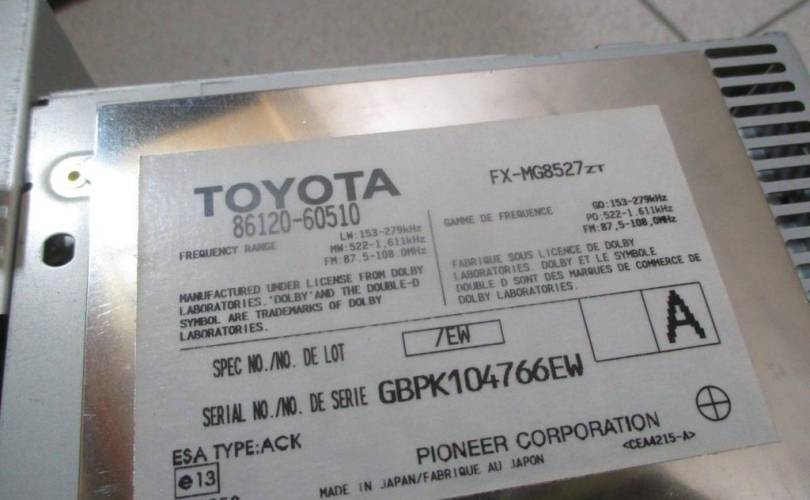 TOYOTA
86120-60510
FX-MG8527ZT
FREQUENCY RANGE
LW:153-279kHz
MW:522-1,611kHz
FM:87.5-108.0MHz
GAMME DE FREQUENCE
GO:153-279kHz
PO:522-1,611kHz
FM:87,5-108,0MHz
MANUFACTURED UNDER LICENSE FROM DOLBY
LABORATORIES.'DOLBY'AND THE DOUBLE-D
SYMBOL ARE TRADEMARKS OF DOLBY
LABORATORIES.
FABRIQUE SOUS LICENCE DE DOLBY
LABORATORIES. DOLBY ET LE SYMBOLE
DOUBLE D SONT DES MARQUES DE COMMERCE DE
DOLBY LABORATORIES.
SPEC NO./NO. DE LOT /EW
A
SERIAL NO./NO. DE SERIE GBPK104766EW
ESA TYPE:ACK
e13
PIONEER CORPORATION
<CEA4215-A>
MADE IN JAPAN/FABRIQUE AU JAPON